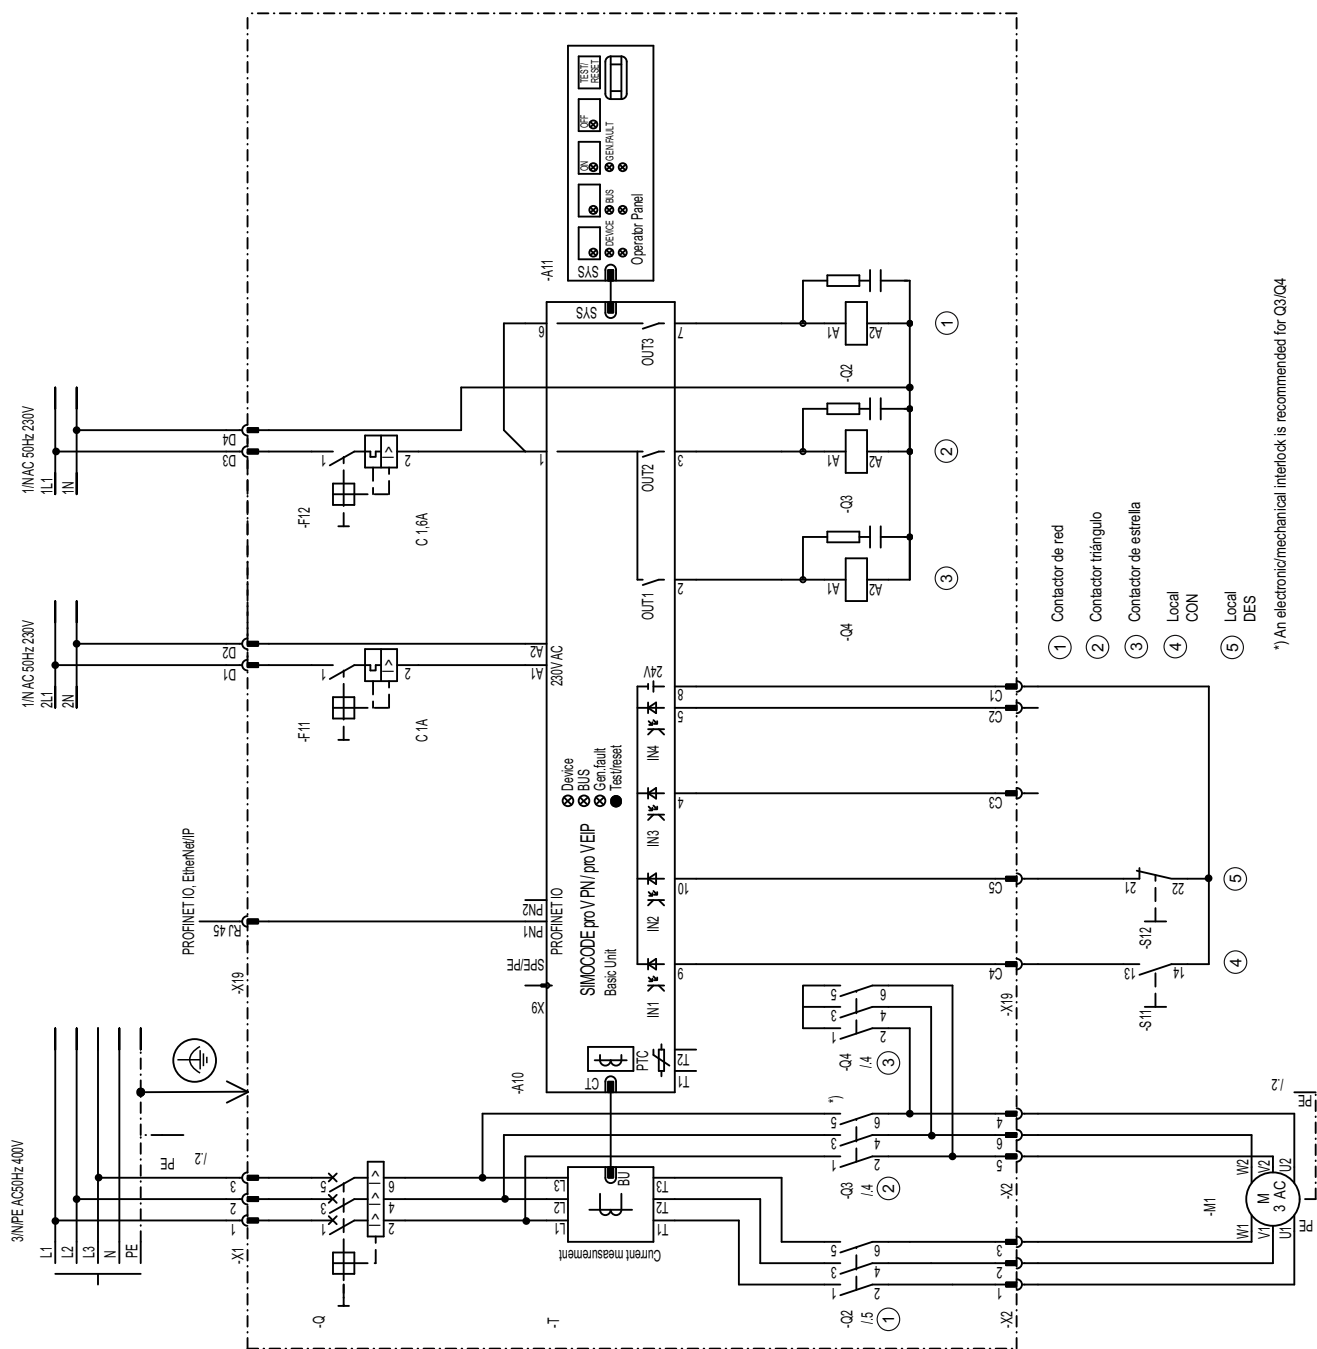 3/N/PE AC50Hz 400V
L1
L2
L3
N
PE
PE
/.2
-X1
1
2
3
-Q
1
3
5
2
4
6
-T
L1
L2
L3
BU
Current measurement
T1
T2
T3
-Q2
/.5
1
1
3
5
2
4
6
-Q3
/.4
2
*)
1
3
5
2
4
6
-Q4
/.4
3
1
3
5
2
4
6
-X2
1
2
3
-X2
5
6
4
-M1
M
3 AC
U1
V1
W1
U2
V2
W2
PE
PE
/.2
PROFINET IO, EtherNet/IP
RJ 45
-X19
-A10
CT
PTC
T1
T2
X9
SPE/PE
PN1
PN2
PROFINET IO
SIMOCODE pro V PN / pro V EIP
Basic Unit
Device
BUS
Gen.fault
Test/reset
IN1
9
IN2
10
IN3
4
IN4
5
8
24V
-X19
C4
C5
C3
C2
C1
-S11
13
14
4
-S12
21
22
5
1/N AC 50Hz 230V
2L1
2N
D1
D2
-F11
1
2
C 1A
A1
A2
230V AC
1/N AC 50Hz 230V
1L1
1N
D3
D4
-F12
1
2
C 1,6A
1
6
OUT1
OUT2
OUT3
2
3
7
SYS
-A11
SYS
DEVICE
BUS
GEN.FAULT
ON
OFF
TEST/
RESET
Operator Panel
-Q4
A1
A2
3
-Q3
A1
A2
2
-Q2
A1
A2
1
1 Contactor de red
2 Contactor triángulo
3 Contactor de estrella
4 Local
CON
5 Local
DES
*) An electronic/mechanical interlock is recommended for Q3/Q4